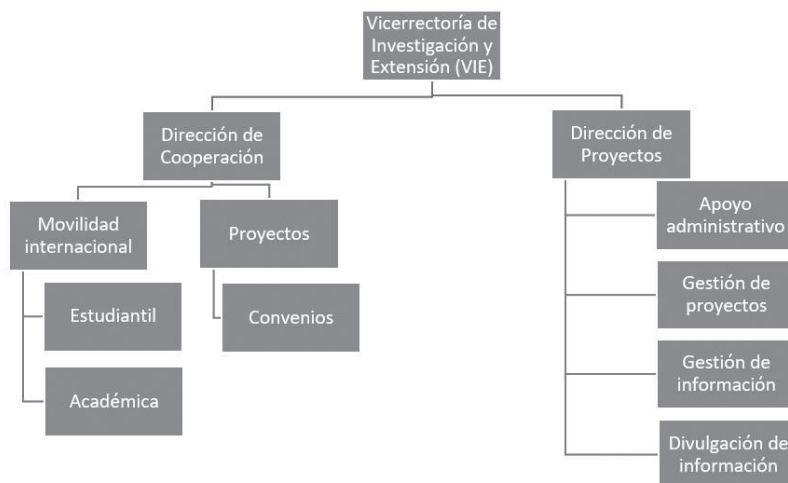 Vicerrectoría de
Investigación y
Extensión (VIE)
Dirección de
Cooperación
Dirección de
Proyectos
Movilidad
internacional
Proyectos
Apoyo
administrativo
Estudiantil
Convenios
Gestión de
proyectos
Académica
Gestión de
información
Divulgación de
información